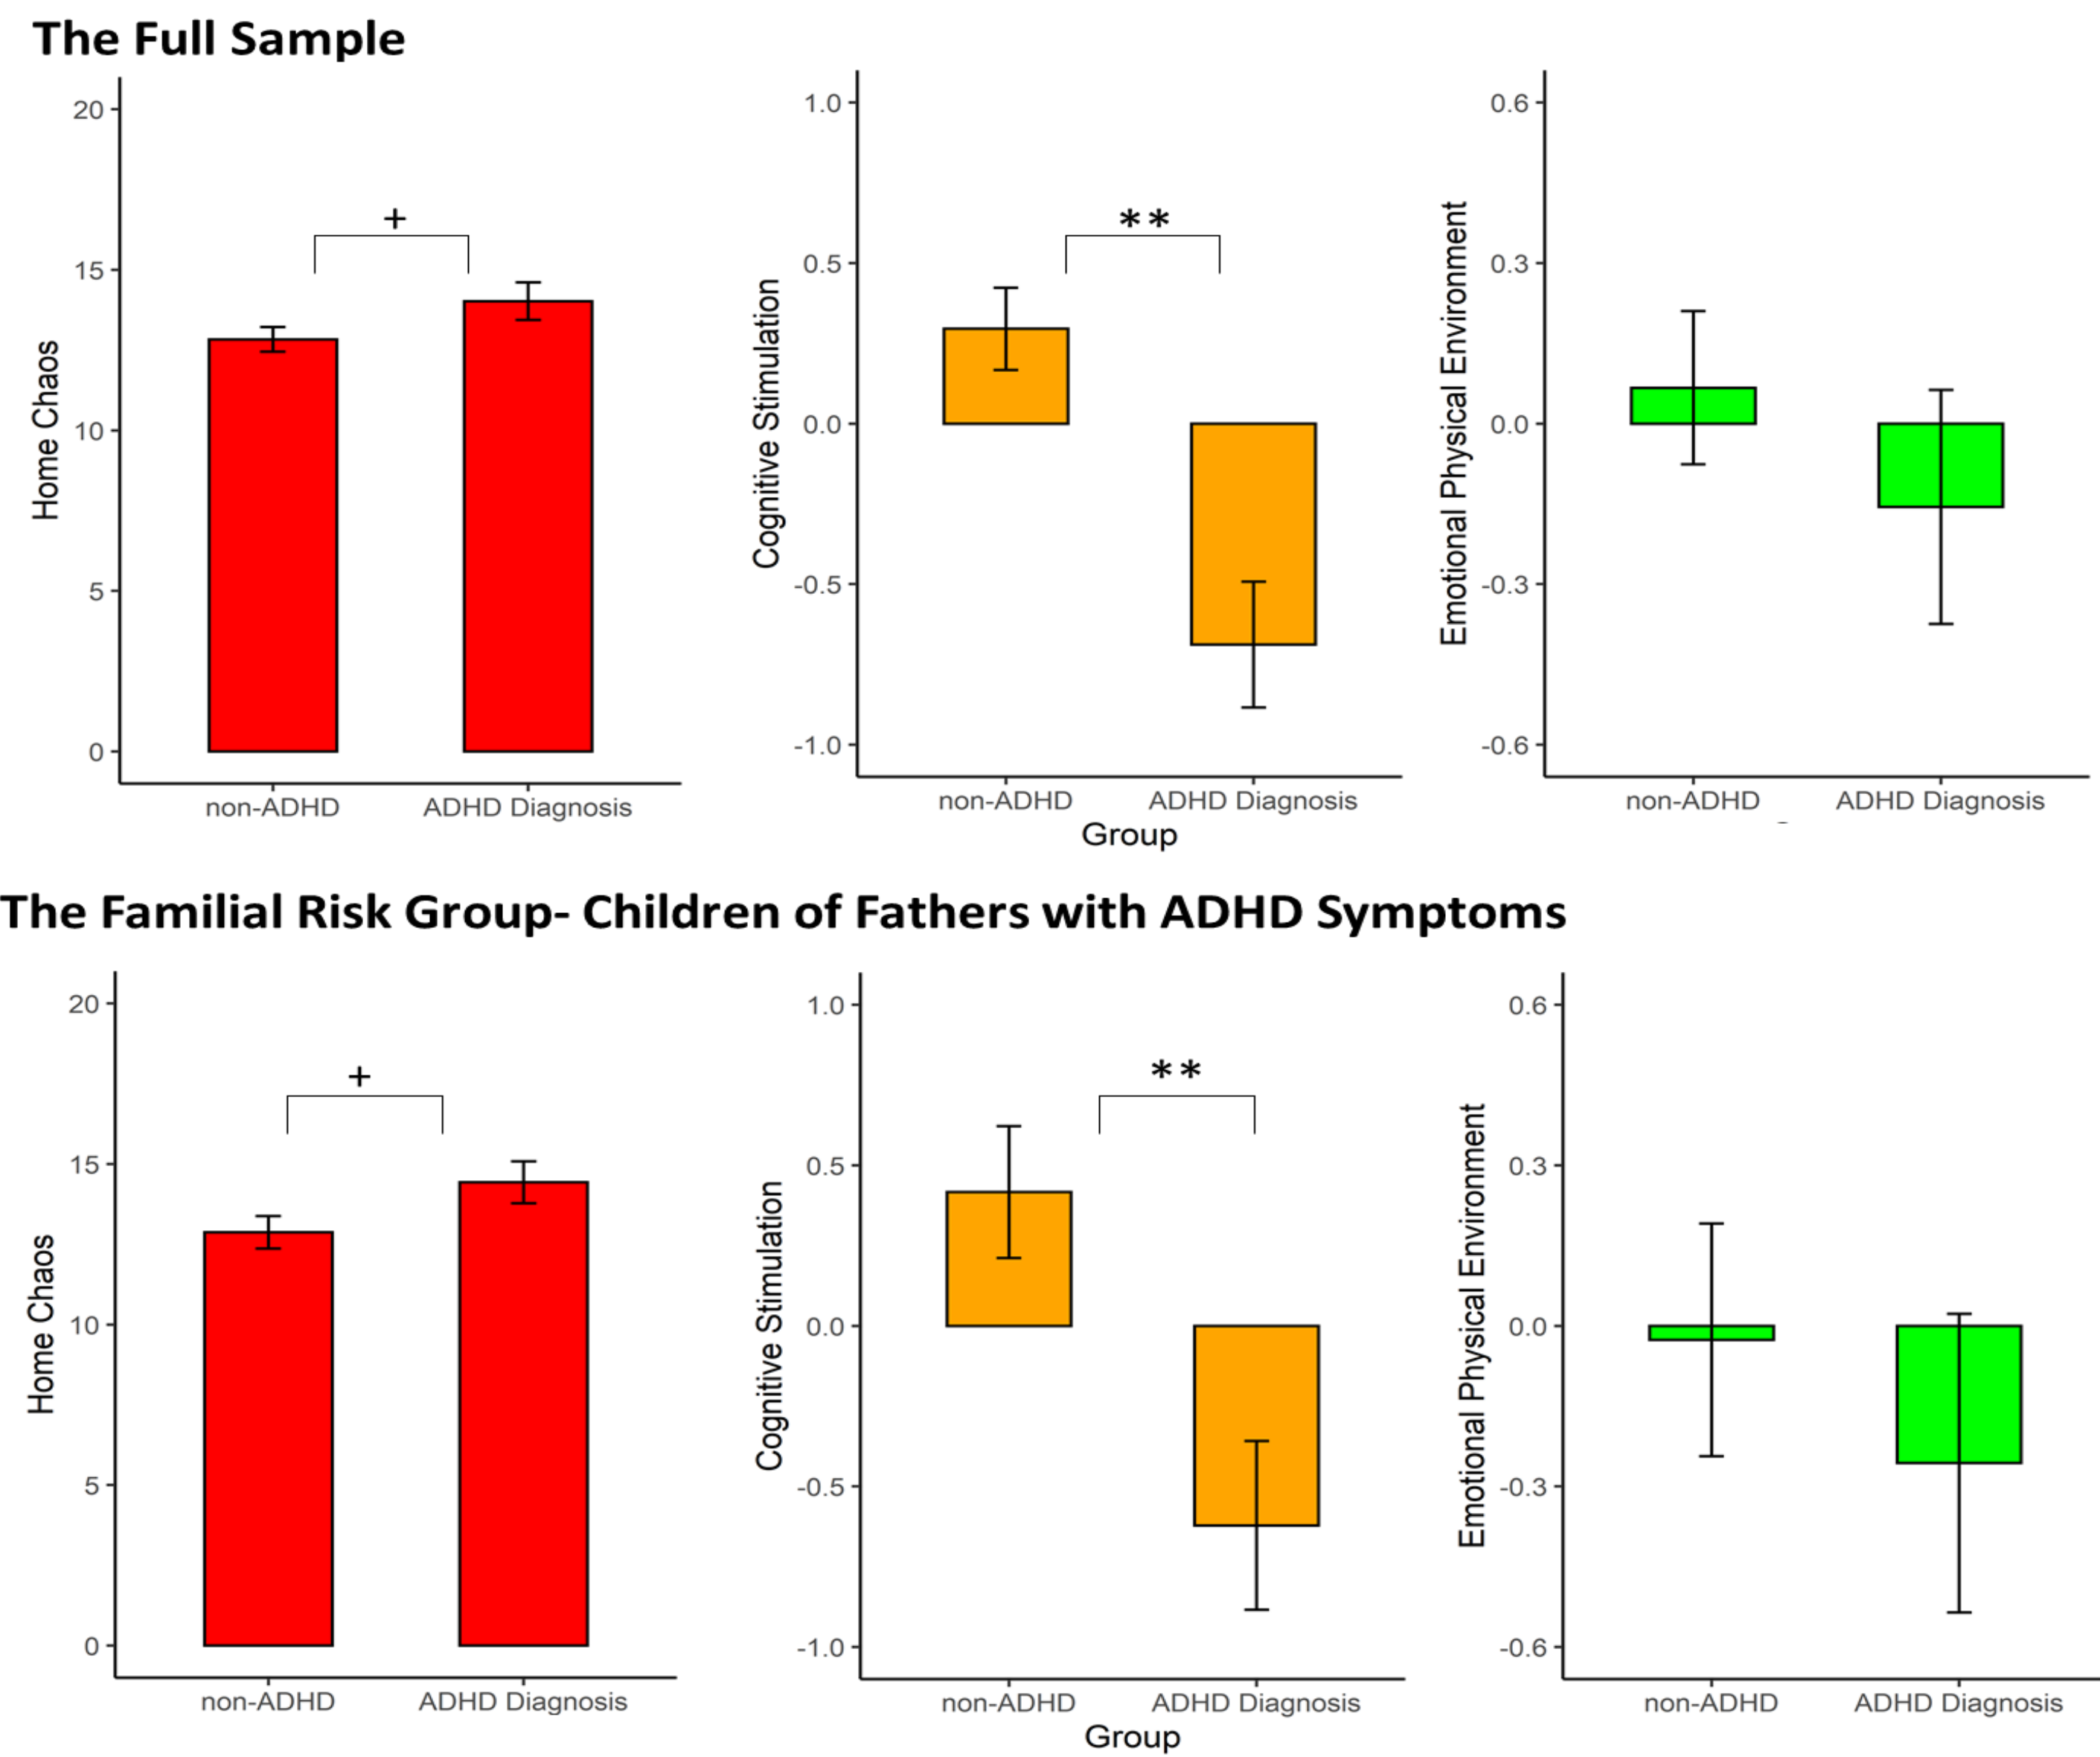 The Full Sample
Home Chaos
20
15
10
5
0
+
non-ADHD ADHD Diagnosis
Cognitive Stimulation
1.0
0.5
0.0
-0.5
-1.0
**
non-ADHD ADHD Diagnosis
Group
Emotional Physical Environment
0.6
0.3
0.0
-0.3
-0.6
non-ADHD ADHD Diagnosis
The Familial Risk Group- Children of Fathers with ADHD Symptoms
Home Chaos
20
15
10
5
0
+
non-ADHD ADHD Diagnosis
Cognitive Stimulation
1.0
0.5
0.0
-0.5
-1.0
**
non-ADHD ADHD Diagnosis
Group
Emotional Physical Environment
0.6
0.3
0.0
-0.3
-0.6
non-ADHD ADHD Diagnosis